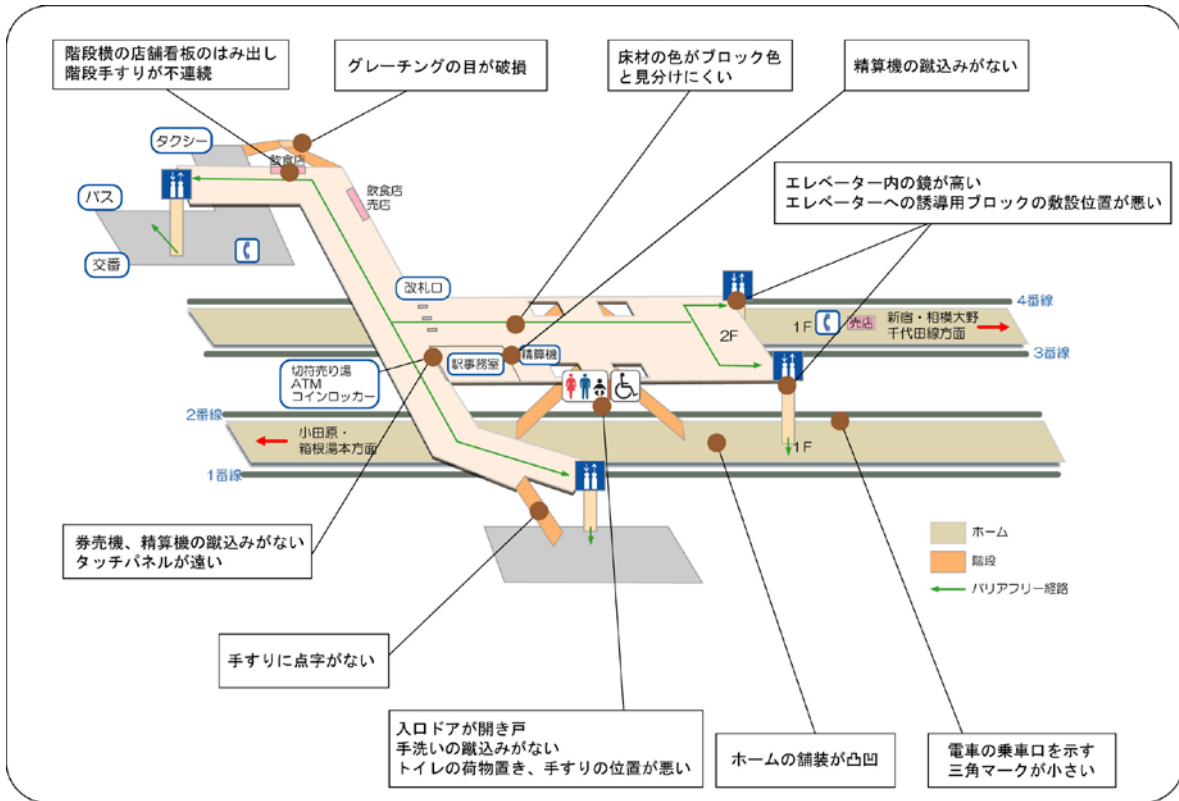 階段横の店舗看板のはみ出し
階段手すりが不連続
グレーチングの目が破損
床材の色がブロック色
と見分けにくい
精算機の蹴込みがない
タクシー
飲食店
バス
飲食店
売店
交番
エレベーター内の鏡が高い
エレベーターへの誘導用ブロックの敷設位置が悪い
改札口
4番線
1F
売店
新宿・相模大野
千代田線方面
2F
3番線
駅事務室
精算機
切符売り場
ATM
コインロッカー
2番線
小田原・
箱根湯本方面
1F
1番線
券売機、精算機の蹴込みがない
タッチパネルが遠い
ホーム
階段
バリアフリー経路
手すりに点字がない
入口ドアが開き戸
手洗いの蹴込みがない
トイレの荷物置き、手すりの位置が悪い
ホームの舗装が凸凹
電車の乗車口を示す
三角マークが小さい